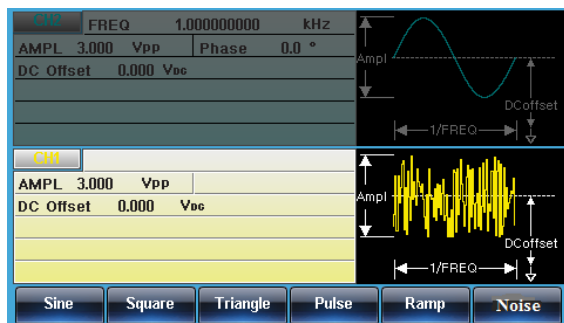 CH2 FREQ 1.000000000 kHz
AMPL 3.000 Vpp Phase 0.0 °
DC Offset 0.000 VDC
Ampl
DCoffset
1/FREQ
CH1
AMPL 3.000 Vpp
DC Offset 0.000 VDC
Ampl
DCoffset
1/FREQ
Sine Square Triangle Pulse Ramp Noise